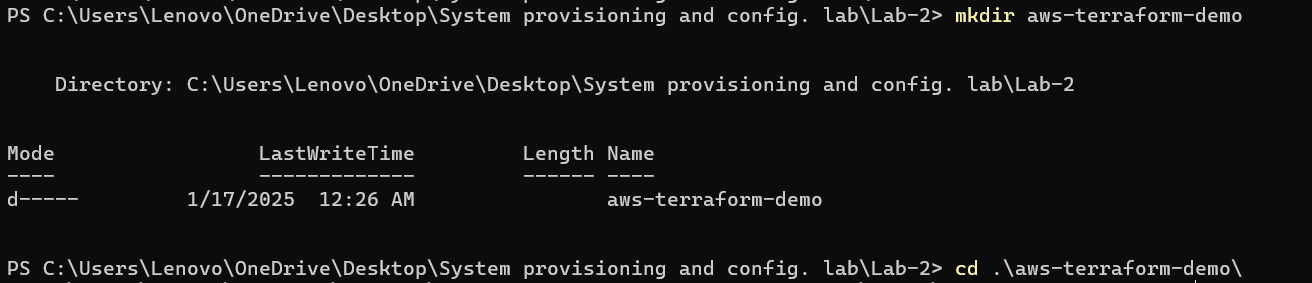 PS C:\Users\Lenovo\OneDrive\Desktop\System provisioning and config. lab\Lab-2> mkdir aws-terraform-demo
Directory: C:\Users\Lenovo\OneDrive\Desktop\System provisioning and config. lab\Lab-2
Mode LastWriteTime Length Name
---- ------------- ------ ----
d----- 1/17/2025 12:26 AM aws-terraform-demo
PS C:\Users\Lenovo\OneDrive\Desktop\System provisioning and config. lab\Lab-2> cd .\aws-terraform-demo\